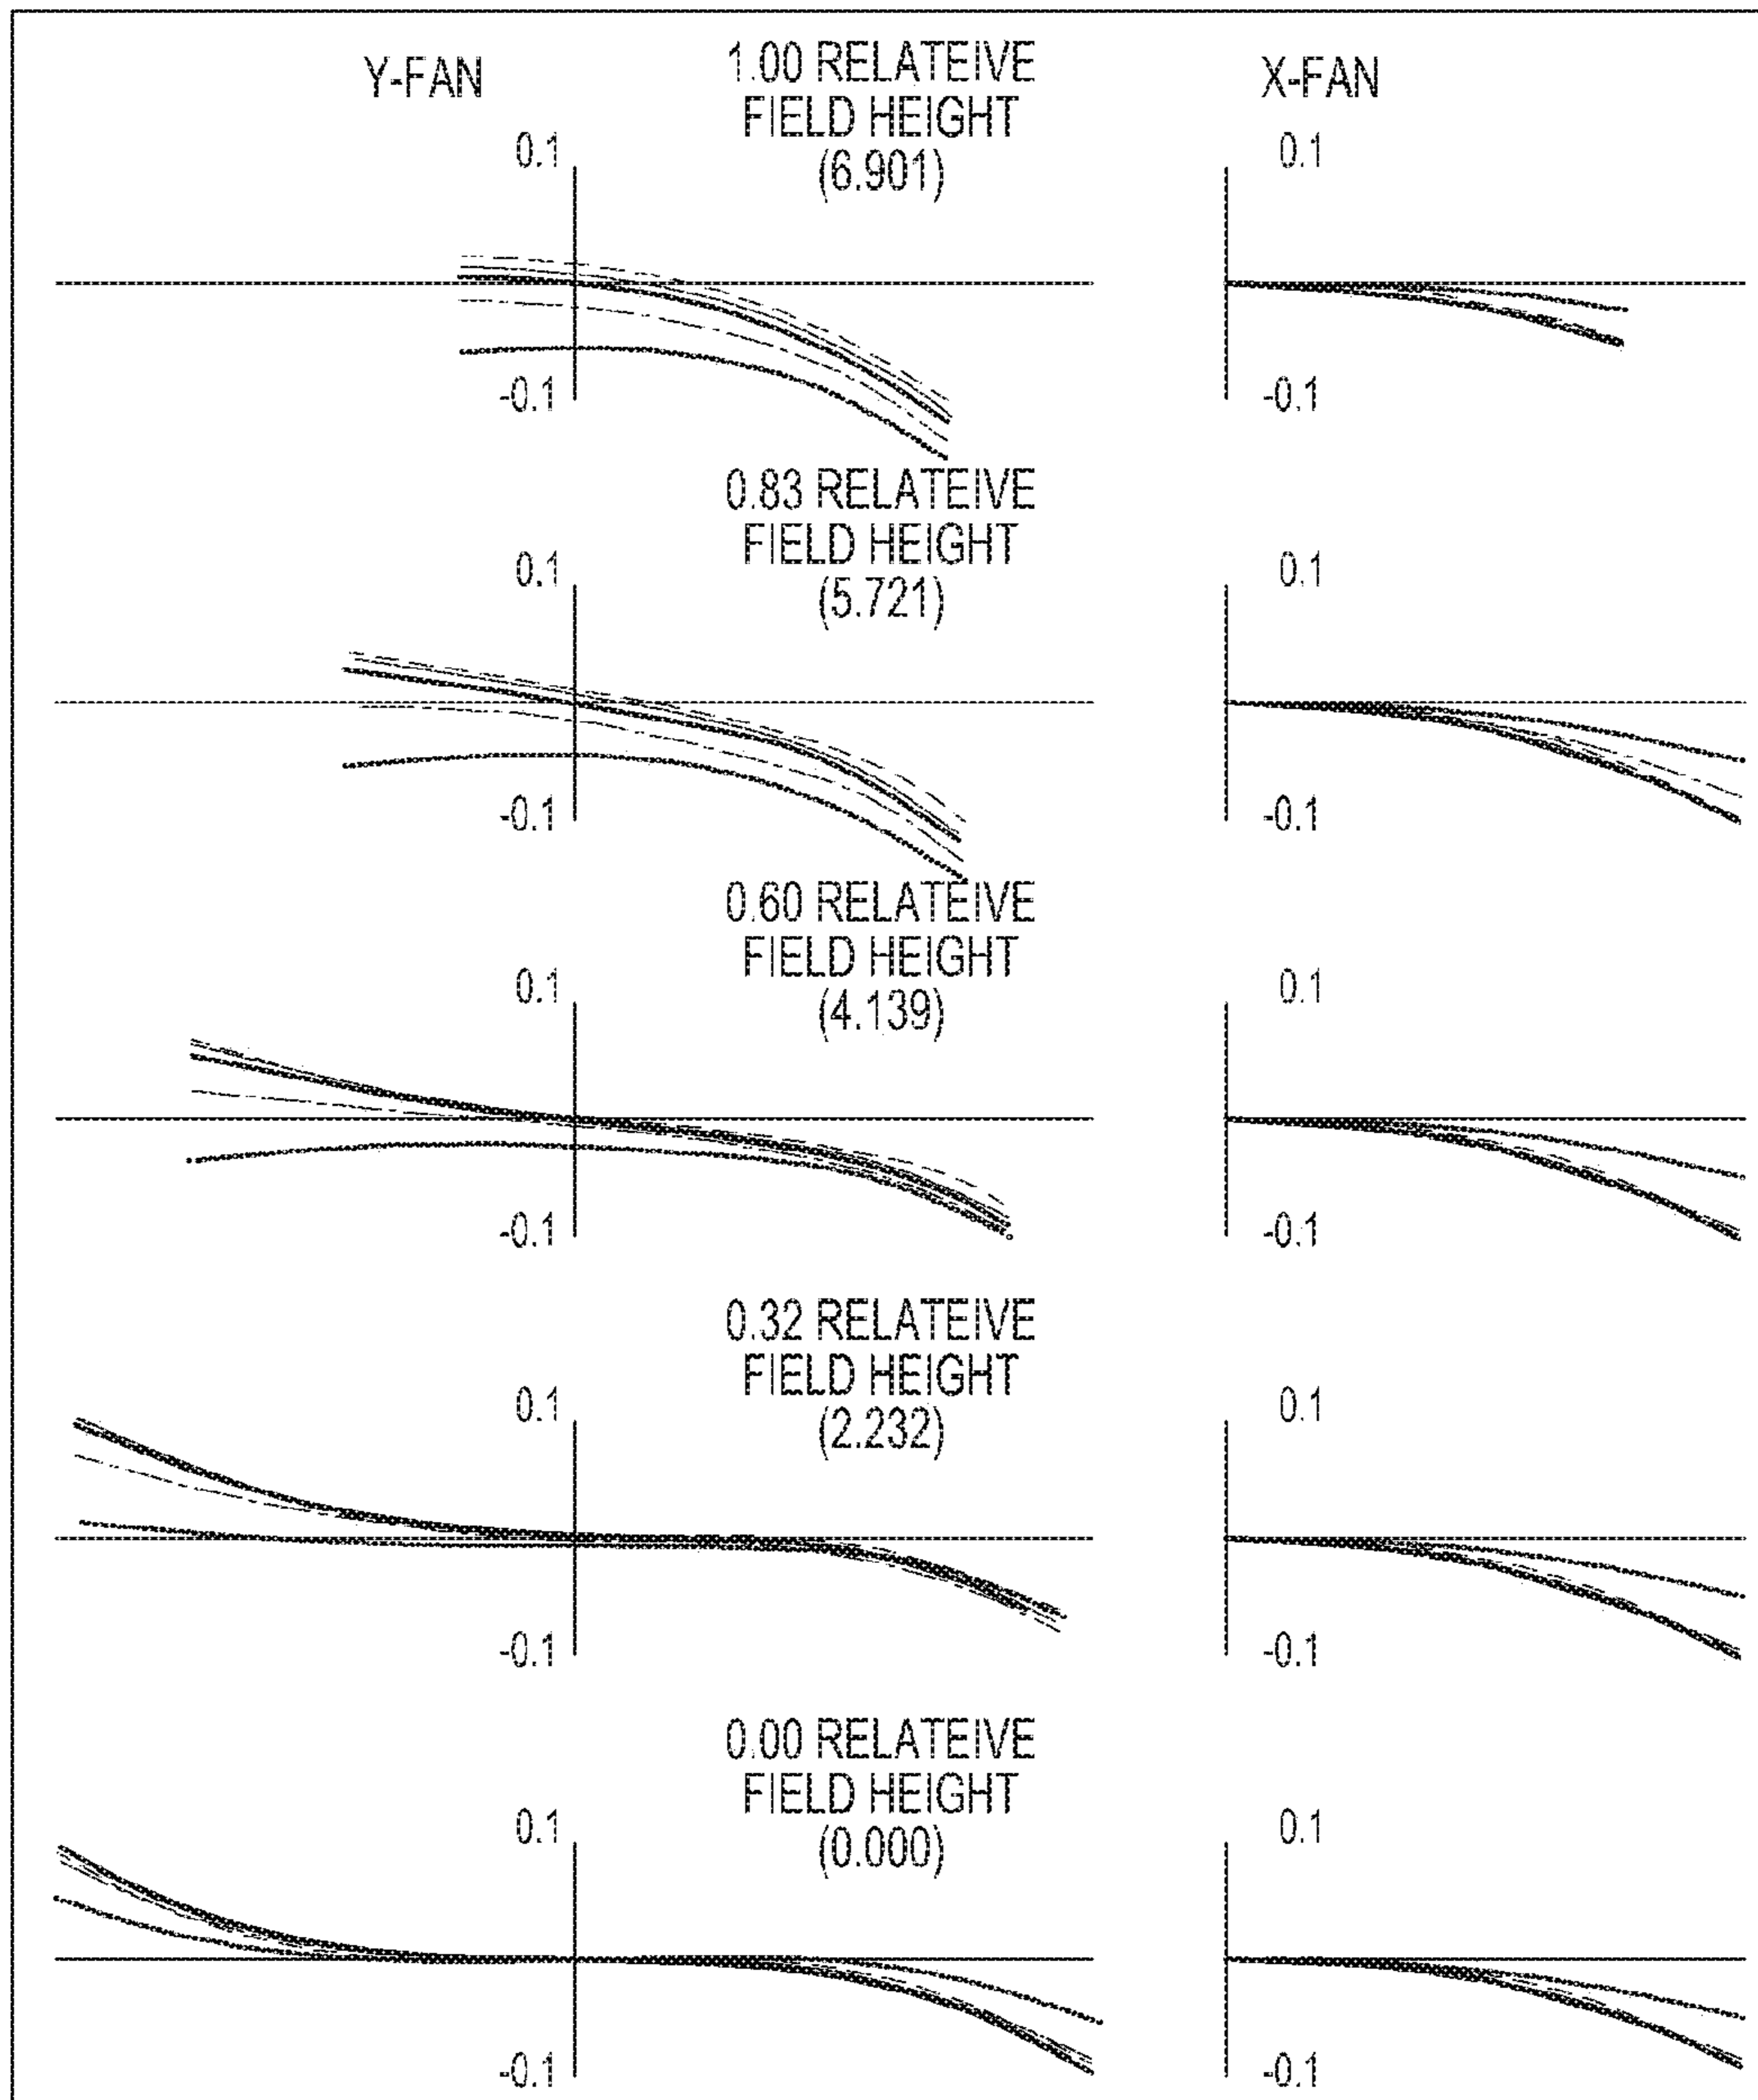 Y-FAN
1.00 RELATEIVE
FIELD HEIGHT
(6.901)
X-FAN
0.1
0.1
-0.1
-0.1
0.83 RELATEIVE
FIELD HEIGHT
(5.721)
0.1
0.1
-0.1
-0.1
0.60 RELATEIVE
FIELD HEIGHT
(4.139)
0.1
0.1
-0.1
-0.1
0.32 RELATEIVE
FIELD HEIGHT
(2.232)
0.1
0.1
-0.1
-0.1
0.00 RELATEIVE
FIELD HEIGHT
(0.000)
0.1
0.1
-0.1
-0.1